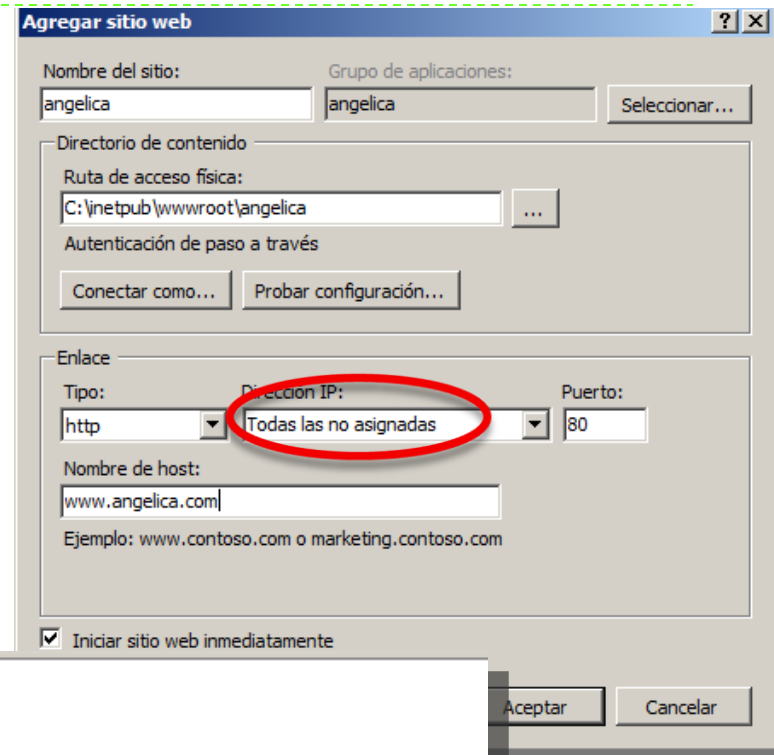 Agregar sitio web
Nombre del sitio: Grupo de aplicaciones:
angelica angelica Seleccionar...
Directorio de contenido
Ruta de acceso física:
C:\inetpub\wwwroot\angelica ...
Autenticación de paso a través
Conectar como... Probar configuración...
Enlace
Tipo: Dirección IP: Puerto:
http Todas las no asignadas 80
Nombre de host:
www.angelica.com
Ejemplo: www.contoso.com o marketing.contoso.com
Iniciar sitio web inmediatamente
Aceptar Cancelar